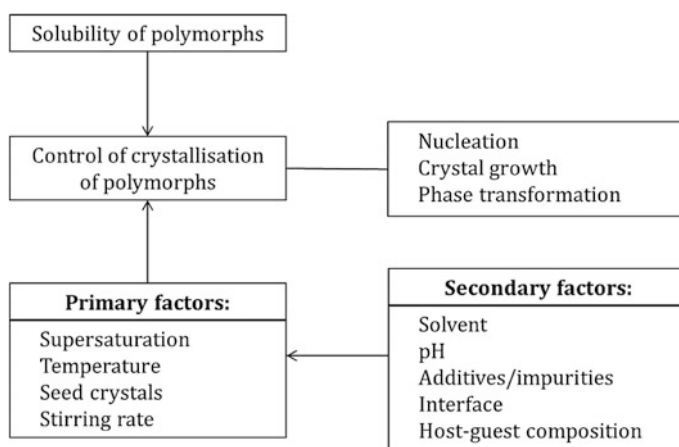 Solubility of polymorphs
Control of crystallisation
of polymorphs
Nucleation
Crystal growth
Phase transformation
Primary factors:
Supersaturation
Temperature
Seed crystals
Stirring rate
Secondary factors:
Solvent
pH
Additives/impurities
Interface
Host-guest composition